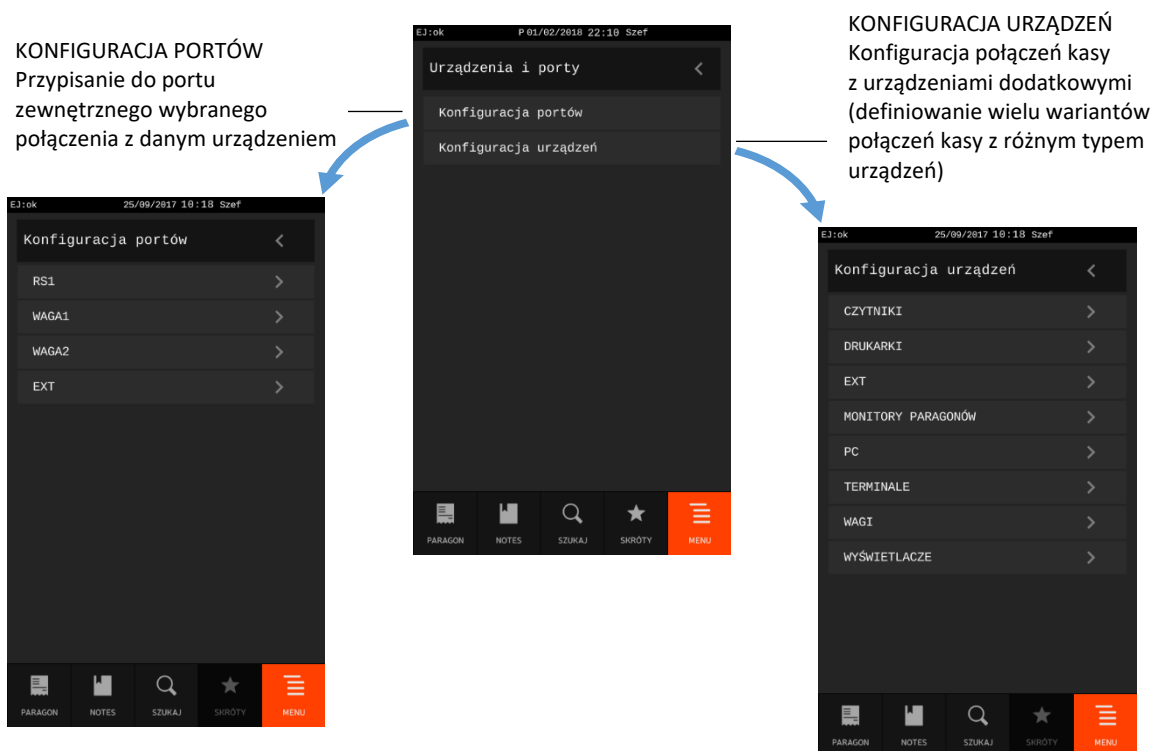 KONFIGURACJA PORTÓW
Przypisanie do portu
zewnętrznego wybranego
połączenia z danym urządzeniem
EJ:ok P 01/02/2018 22:10 Szef
Urządzenia i porty
Konfiguracja portów
Konfiguracja urządzeń
PARAGON NOTES SZUKAJ SKRÓTY MENU
KONFIGURACJA URZĄDZEŃ
Konfiguracja połączeń kasy
z urządzeniami dodatkowymi
(definiowanie wielu wariantów
połączeń kasy z różnym typem
urządzeń)
EJ:ok 25/09/2017 10:18 Szef
Konfiguracja portów
RS1
WAGA1
WAGA2
EXT
PARAGON NOTES SZUKAJ SKRÓTY MENU
EJ:ok 25/09/2017 10:18 Szef
Konfiguracja urządzeń
CZYTNIKI
DRUKARKI
EXT
MONITORY PARAGONÓW
PC
TERMINALE
WAGI
WYŚWIETLACZE
PARAGON NOTES SZUKAJ SKRÓTY MENU